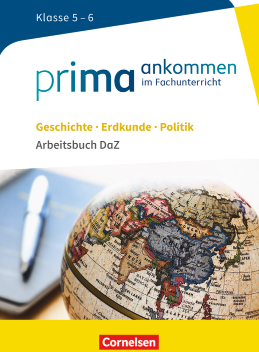 Klasse 5 – 6
prima ankommen
im Fachunterricht
Geschichte · Erdkunde · Politik
Arbeitsbuch DaZ
Cornelsen